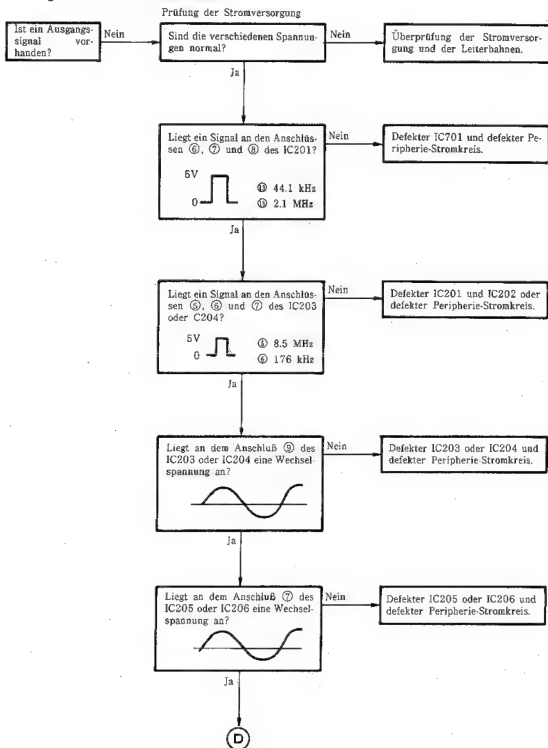 Prüfung der Stromversorgung
Ist ein Ausgangs-
signal vor-
handen?
Nein
Sind die verschiedenen Spannun-
gen normal?
Nein
Überprüfung der Stromversor-
gung und der Leiterbahnen.
Ja
Liegt ein Signal an den Anschlüs-
sen ⑥, ⑦ und ⑧ des IC201?
5V
0
⑬ 44.1 kHz
⑮ 2.1 MHz
Nein
Defekter IC701 und defekter Pe-
ripherie-Stromkreis.
Ja
Liegt ein Signal an den Anschlüs-
sen ⑤, ⑥ und ⑦ des IC203
oder C204?
5V
0
⑤ 8.5 MHz
⑥ 176 kHz
Nein
Defekter IC201 und IC202 oder
defekter Peripherie-Stromkreis.
Ja
Liegt an dem Anschluß ⑨ des
IC203 oder IC204 eine Wechsel-
spannung an?
Nein
Defekter IC203 oder IC204 und
defekter Peripherie-Stromkreis.
Ja
Liegt an dem Anschluß ⑦ des
IC205 oder IC206 eine Wechsel-
spannung an?
Nein
Defekter IC205 oder IC206 und
defekter Peripherie-Stromkreis.
Ja
Ⓓ